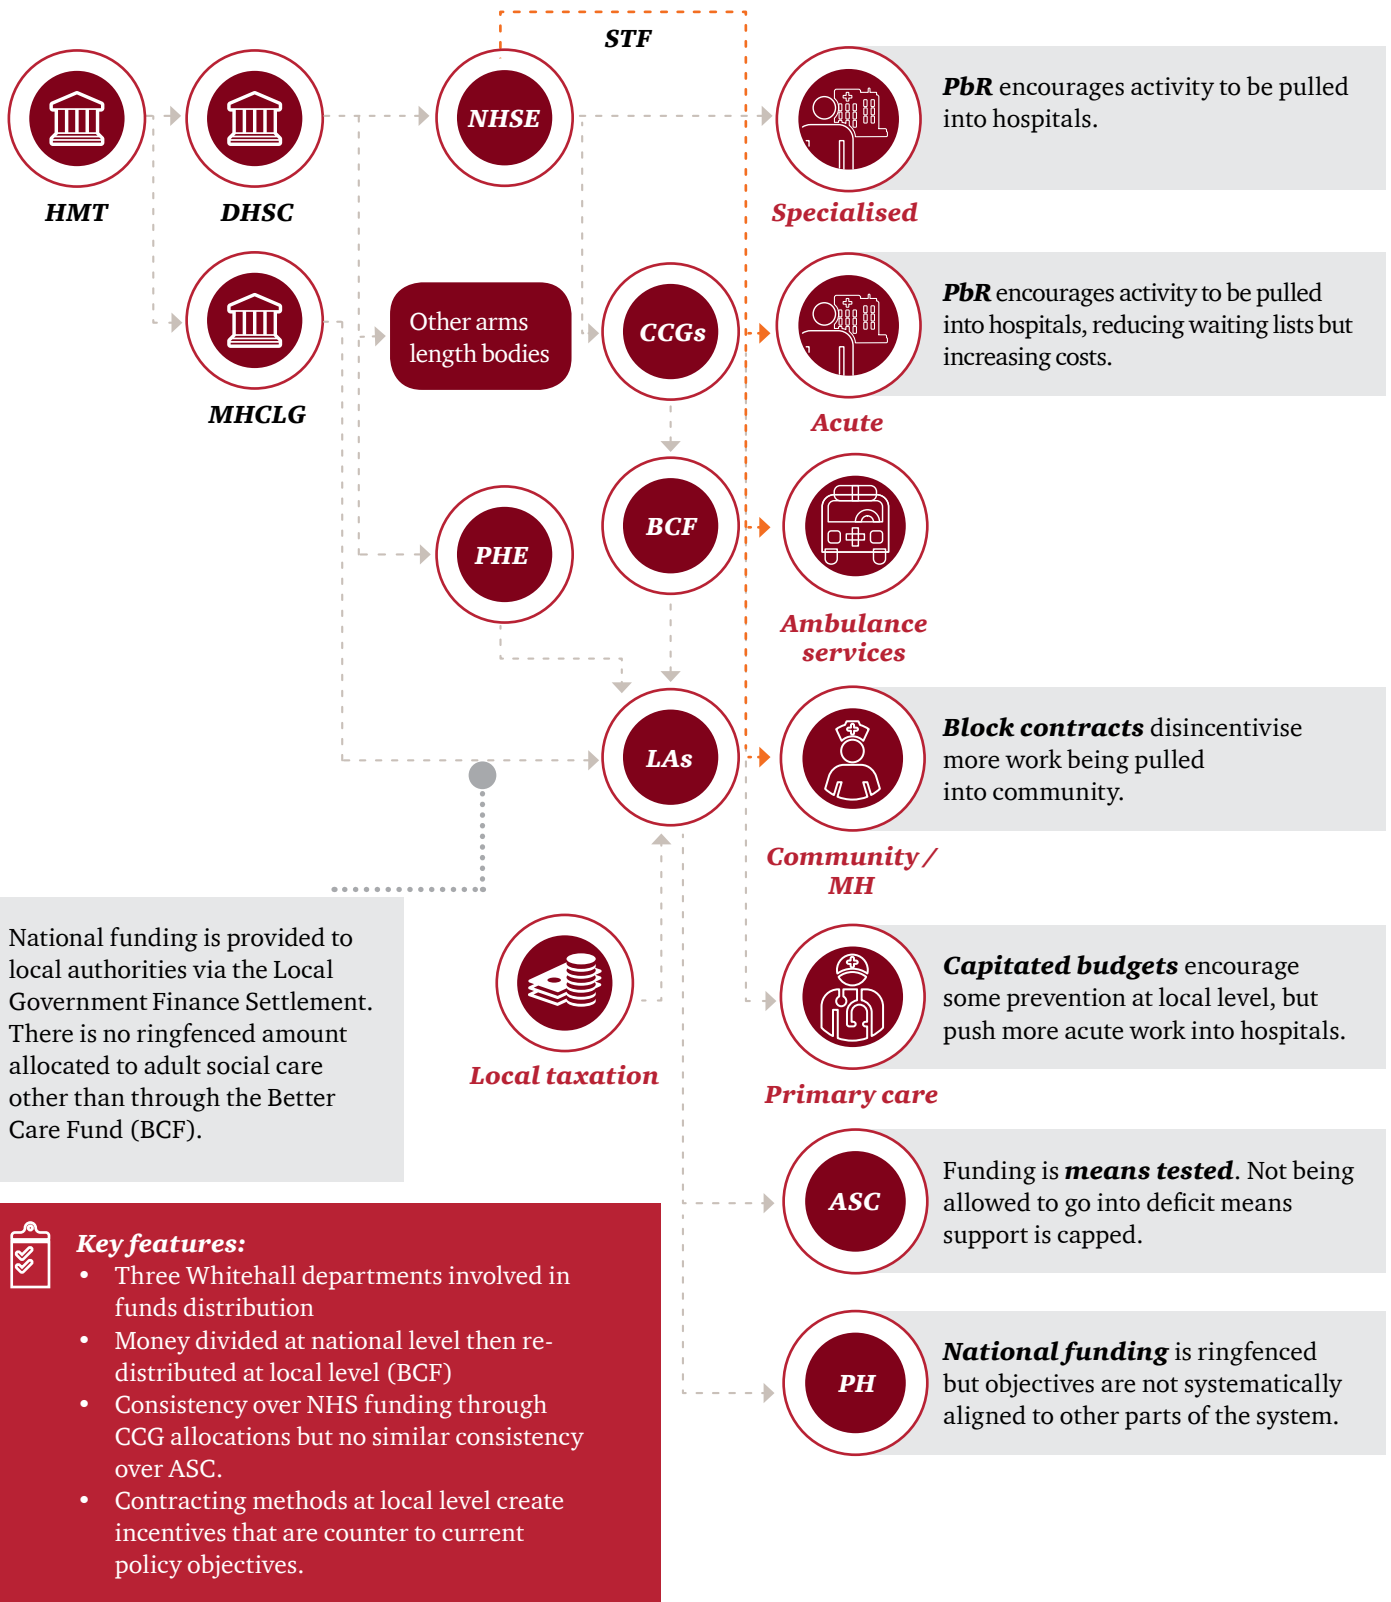 STF
HMT
DHSC
NHSE
Specialised
PbR encourages activity to be pulled
into hospitals.
MHCLG
Other arms
length bodies
CCGs
Acute
PbR encourages activity to be pulled
into hospitals, reducing waiting lists but
increasing costs.
PHE
BCF
Ambulance
services
LAs
Community /
MH
Block contracts disincentivise
more work being pulled
into community.
National funding is provided to
local authorities via the Local
Government Finance Settlement.
There is no ringfenced amount
allocated to adult social care
other than through the Better
Care Fund (BCF).
Local taxation
Primary care
Capitated budgets encourage
some prevention at local level, but
push more acute work into hospitals.
ASC
Funding is means tested. Not being
allowed to go into deficit means
support is capped.
PH
National funding is ringfenced
but objectives are not systematically
aligned to other parts of the system.
Key features:
• Three Whitehall departments involved in
funds distribution
• Money divided at national level then re-
distributed at local level (BCF)
• Consistency over NHS funding through
CCG allocations but no similar consistency
over ASC.
• Contracting methods at local level create
incentives that are counter to current
policy objectives.